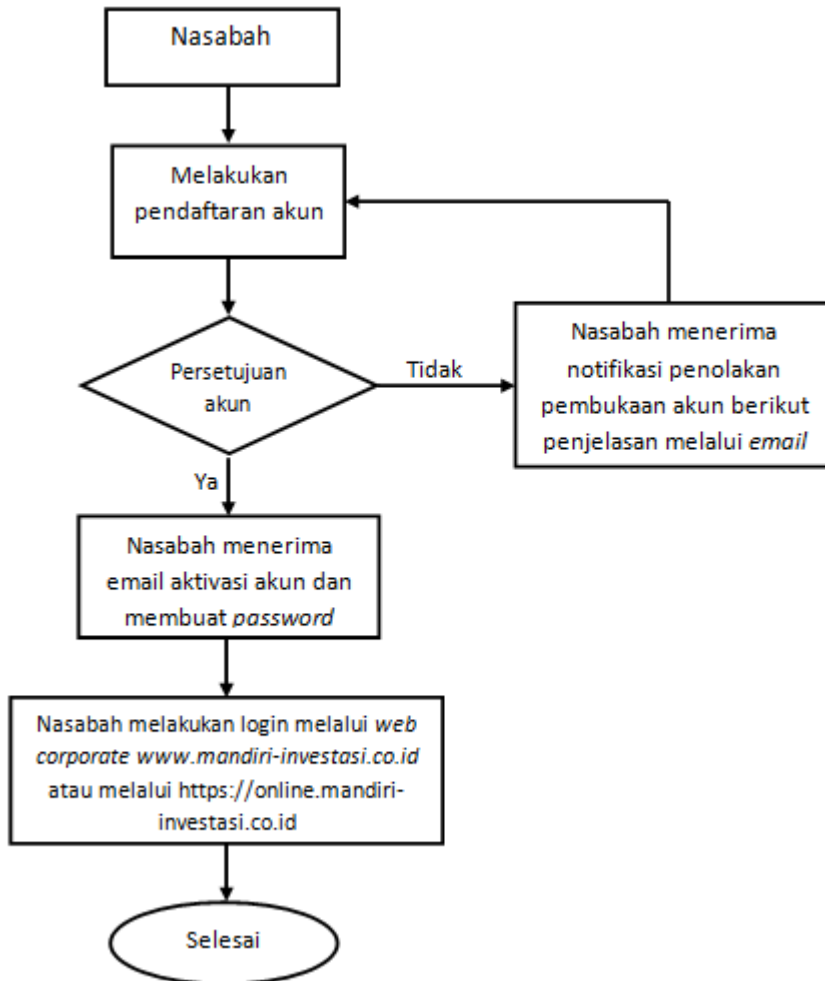 Nasabah
Melakukan
pendaftaran akun
Persetujuan
akun
Tidak
Nasabah menerima
notifikasi penolakan
pembukaan akun berikut
penjelasan melalui email
Ya
Nasabah menerima
email aktivasi akun dan
membuat password
Nasabah melakukan login melalui web
corporate www.mandiri-investasi.co.id
atau melalui https://online.mandiri-
investasi.co.id
Selesai